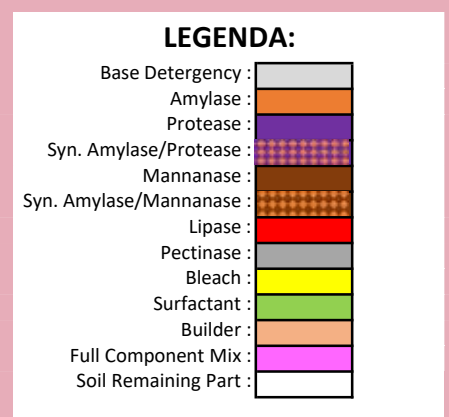 LEGENDA:
Base Detergency :
Amylase :
Protease :
Syn. Amylase/Protease :
Mannanase :
Syn. Amylase/Mannanase :
Lipase :
Pectinase :
Bleach :
Surfactant :
Builder :
Full Component Mix :
Soil Remaining Part :